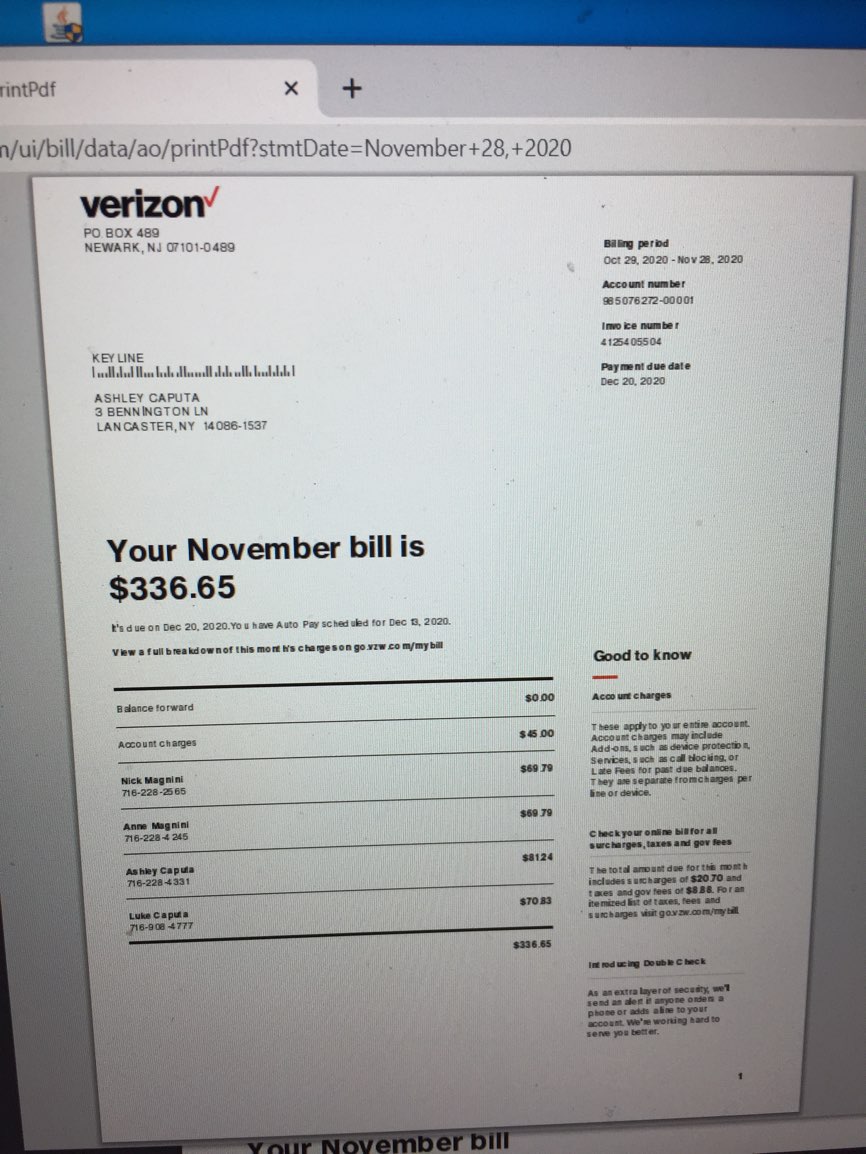 rintPdf
n/ui/bill/data/ao/printPdf?stmtDate=November+28,+2020
verizon
PO BOX 489
NEWARK, NJ 07101-0489
Billing period
Oct 29, 2020 - Nov 28, 2020
Account number
985076272-00001
Invoice number
4125405504
Payment due date
Dec 20, 2020
KEYLINE
ASHLEY CAPUTA
3 BENNINGTON LN
LANCASTER, NY 14086-1537
Your November bill is
$336.65
It's due on Dec 20, 2020. You have Auto Pay scheduled for Dec 13, 2020.
View a full breakdown of this month's charges on go.vzw.com/mybill
Balance forward $0.00
Account charges $45.00
Nick Magnini $69.79
716-228-2565
Anne Magnini $69.79
716-228-4245
Ashley Caputa $81.24
716-228-4331
Luke Caputa $70.83
716-908-4777
$336.65
Good to know
Account charges
These apply to your entire account.
Account charges may include
Add-ons, such as device protection,
Services, such as call blocking, or
Late Fees for past due balances.
They are separate from charges per
line or device.
Check your online bill for all
surcharges, taxes and gov fees
The total amount due for this month
includes surcharges of $20.70 and
taxes and gov fees of $8.88. For an
itemized list of taxes, fees and
surcharges visit go.vzw.com/mybill.
Introducing Double Check
As an extra layer of security, we'll
send an alert if anyone orders a
phone or adds a line to your
account. We're working hard to
serve you better.
1
Your November bill